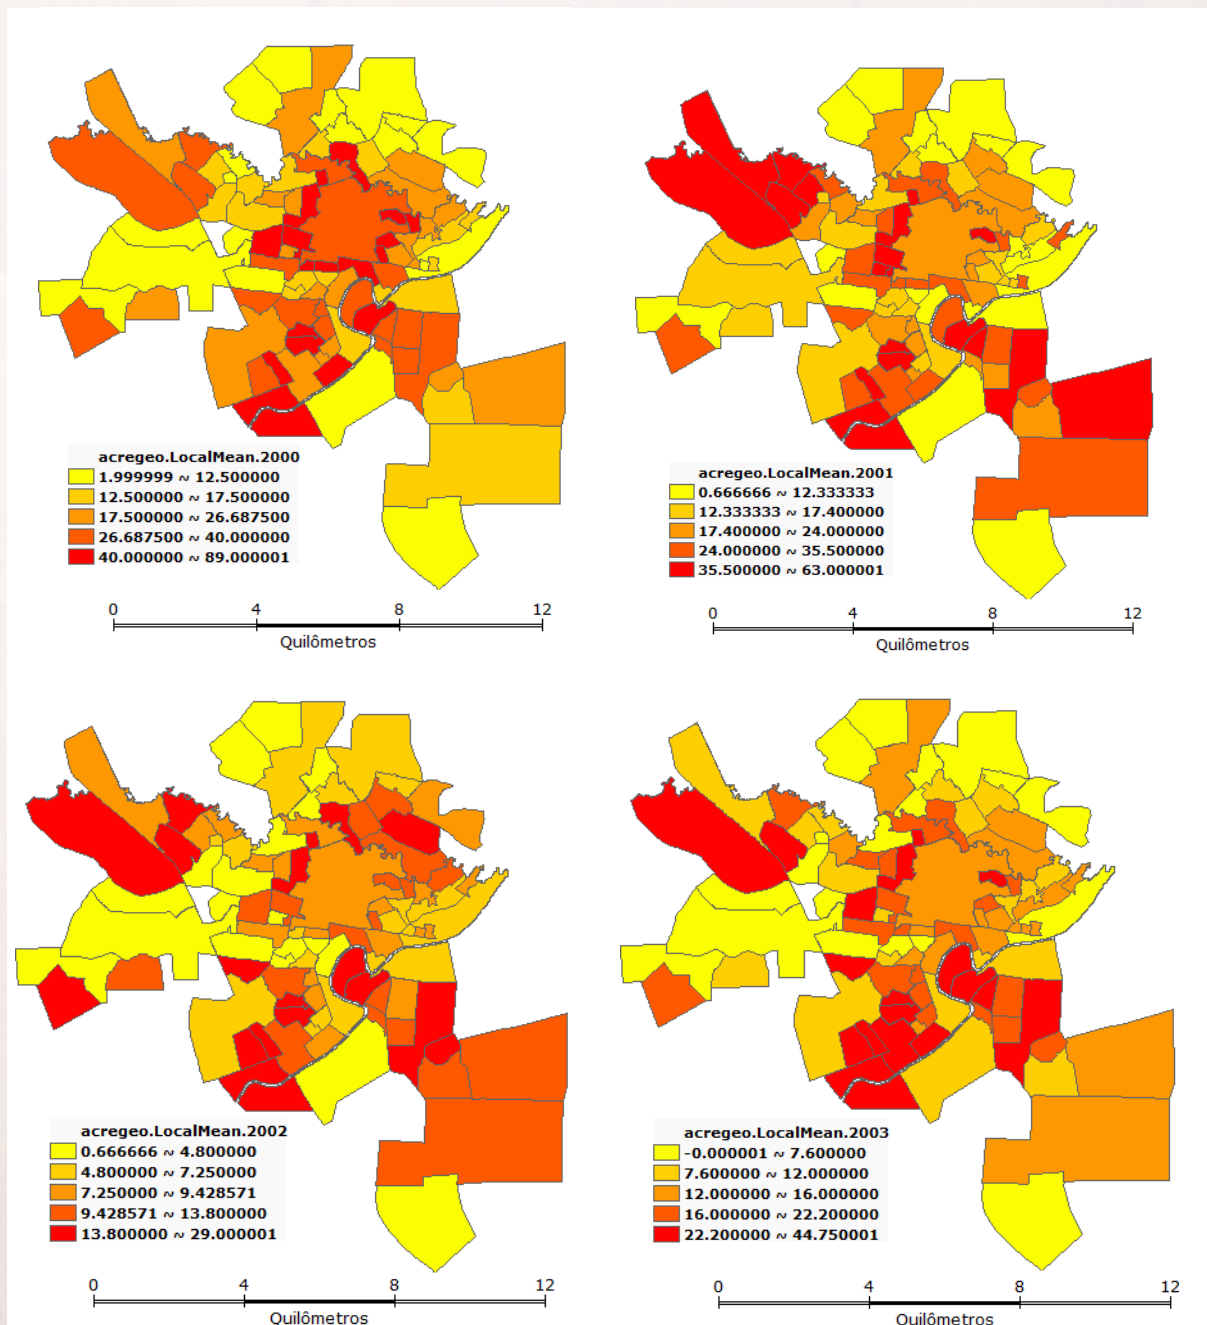 acregeo.LocalMean.2000
1.999999 ~ 12.500000
12.500000 ~ 17.500000
17.500000 ~ 26.687500
26.687500 ~ 40.000000
40.000000 ~ 89.000001
0 4 8 12
Quilômetros
acregeo.LocalMean.2001
0.666666 ~ 12.333333
12.333333 ~ 17.400000
17.400000 ~ 24.000000
24.000000 ~ 35.500000
35.500000 ~ 63.000001
0 4 8 12
Quilômetros
acregeo.LocalMean.2002
0.666666 ~ 4.800000
4.800000 ~ 7.250000
7.250000 ~ 9.428571
9.428571 ~ 13.800000
13.800000 ~ 29.000001
0 4 8 12
Quilômetros
acregeo.LocalMean.2003
-0.000001 ~ 7.600000
7.600000 ~ 12.000000
12.000000 ~ 16.000000
16.000000 ~ 22.200000
22.200000 ~ 44.750001
0 4 8 12
Quilômetros